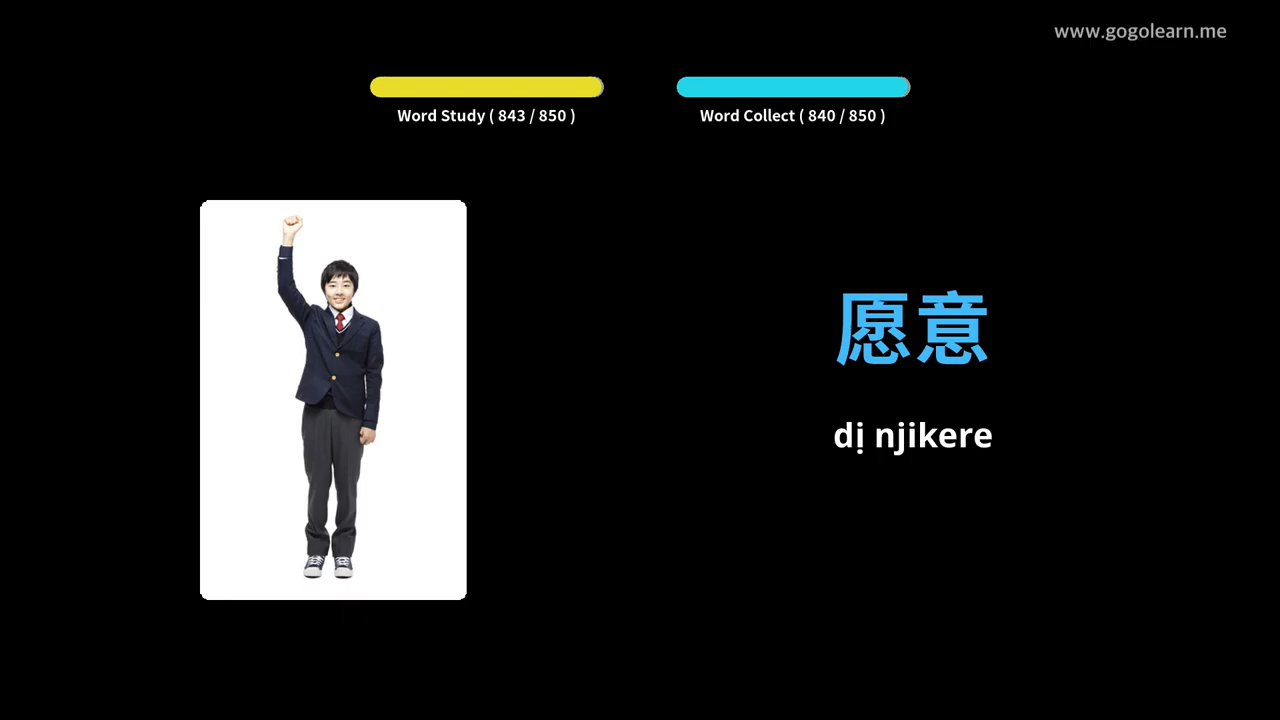 www.gogolearn.me
Word Study ( 843 / 850 )
Word Collect ( 840 / 850 )
愿意
dị njikere